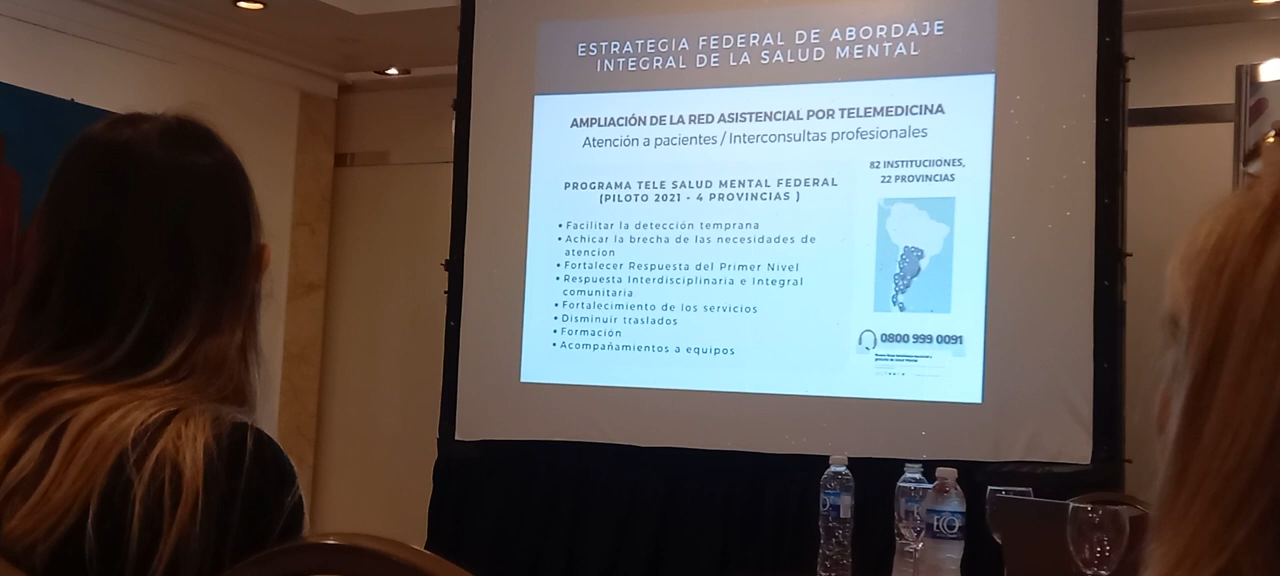 ESTRATEGIA FEDERAL DE ABORDAJE
INTEGRAL DE LA SALUD MENTAL
AMPLIACIÓN DE LA RED ASISTENCIAL POR TELEMEDICINA
Atención a pacientes / Interconsultas profesionales
82 INSTITUCIIONES,
22 PROVINCIAS
PROGRAMA TELE SALUD MENTAL FEDERAL
(PILOTO 2021 - 4 PROVINCIAS )
• Facilitar la detección temprana
• Achicar la brecha de las necesidades de
atencion
• Fortalecer Respuesta del Primer Nivel
• Respuesta Interdisciplinaria e Integral
comunitaria
• Fortalecimiento de los servicios
• Disminuir traslados
• Formación
• Acompañamientos a equipos
0800 999 0091
ECO